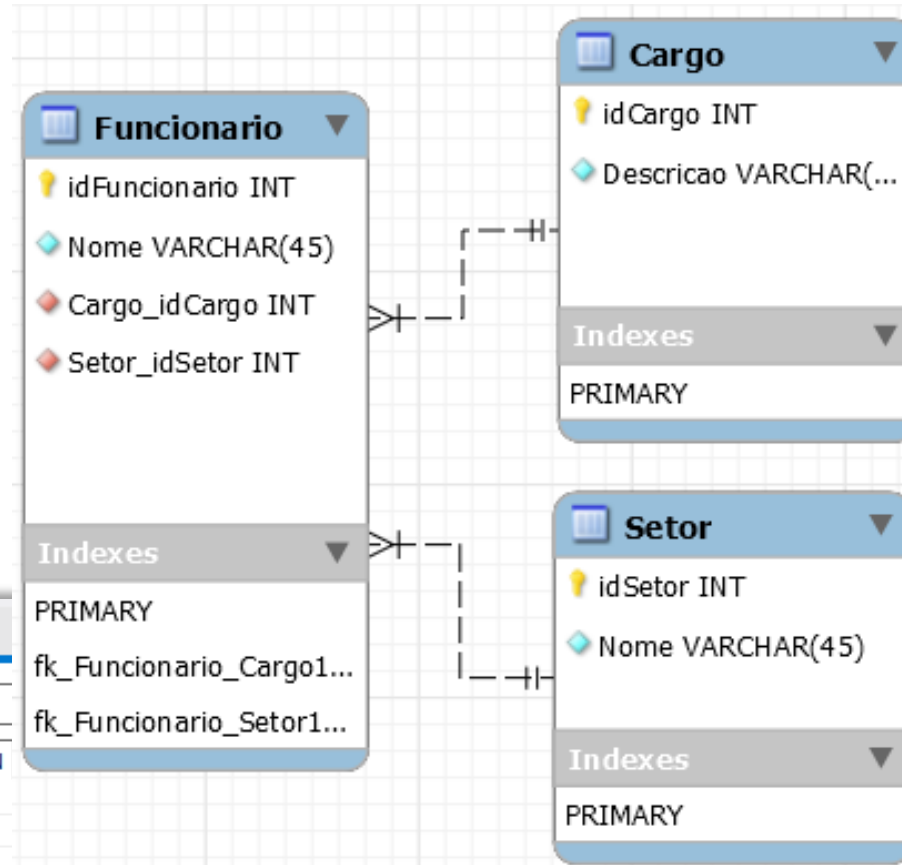 Funcionario
idFuncionario INT
Nome VARCHAR(45)
Cargo_idCargo INT
Setor_idSetor INT
Indexes
PRIMARY
fk_Funcionario_Cargo1...
fk_Funcionario_Setor1...
Cargo
idCargo INT
Descricao VARCHAR(...
Indexes
PRIMARY
Setor
idSetor INT
Nome VARCHAR(45)
Indexes
PRIMARY